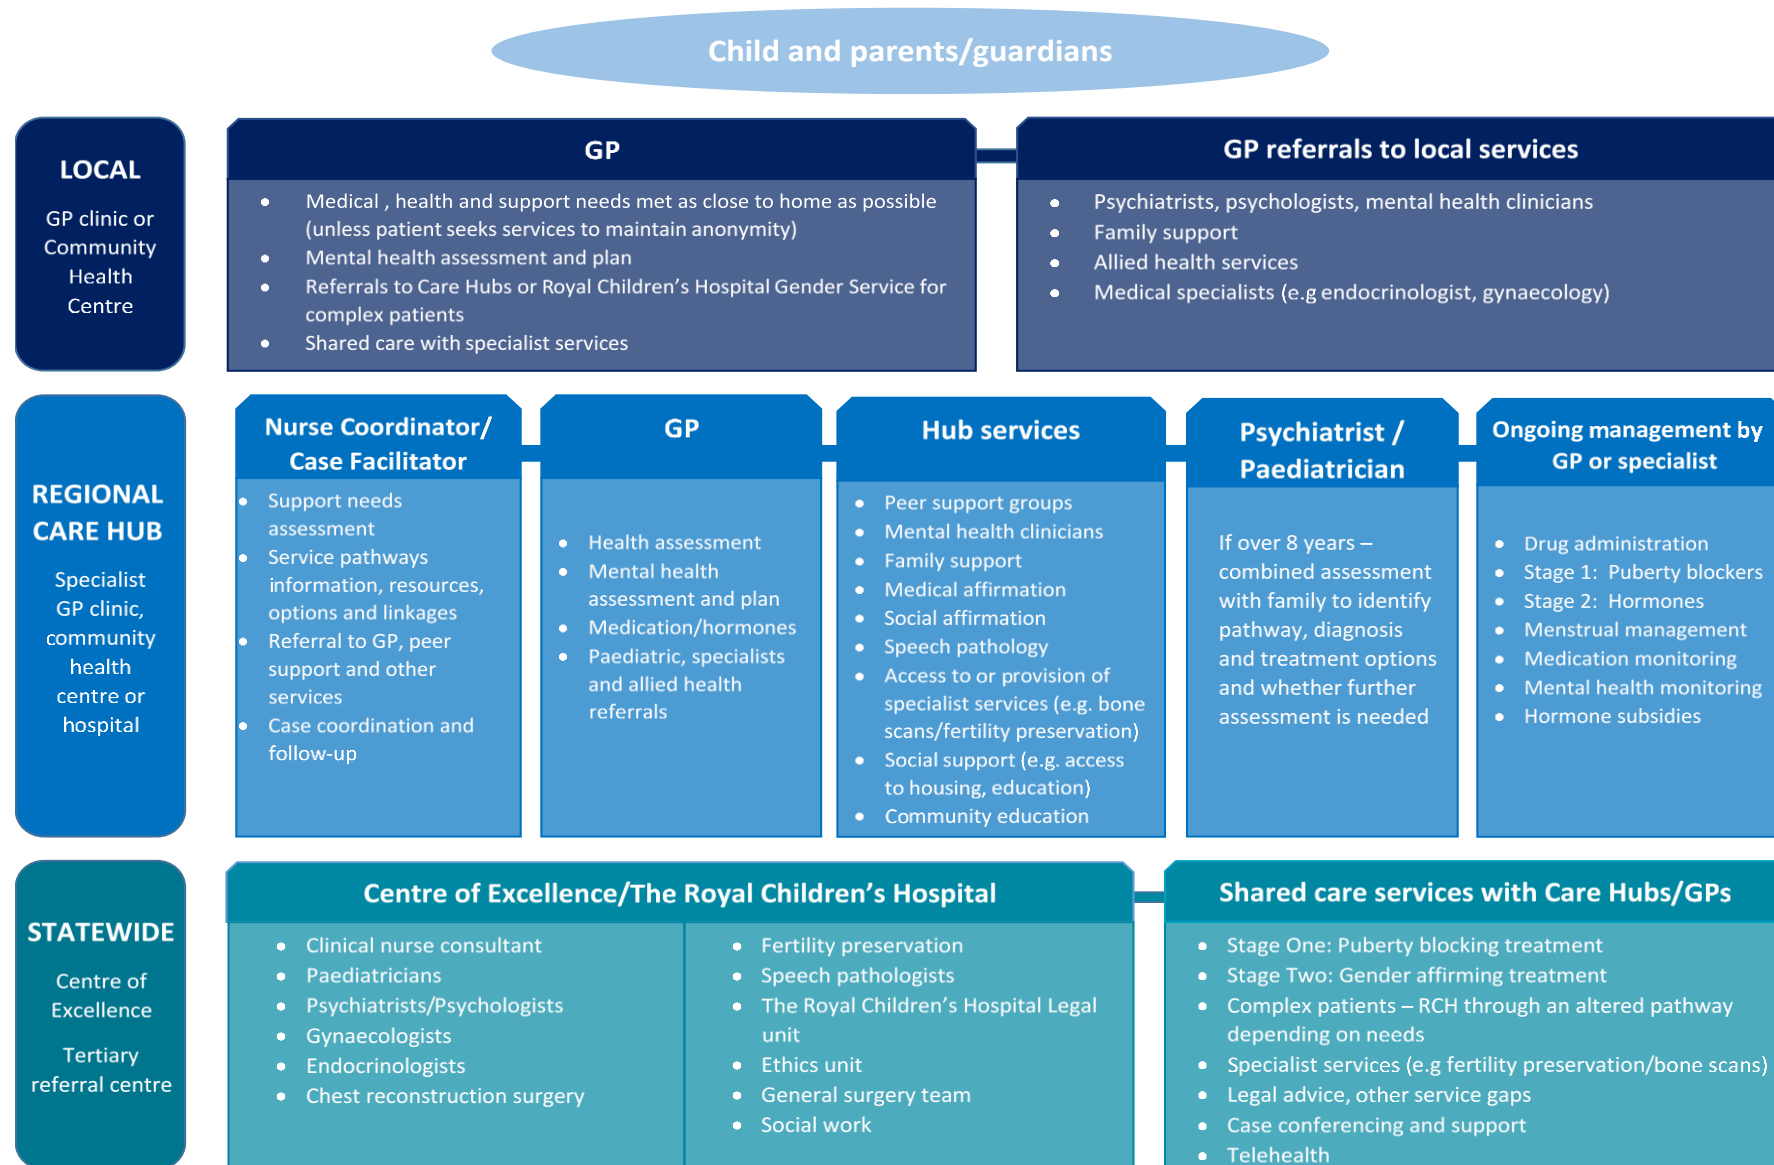 Child and parents/guardians
LOCAL
GP clinic or
Community
Health
Centre
GP
• Medical , health and support needs met as close to home as possible
(unless patient seeks services to maintain anonymity)
• Mental health assessment and plan
• Referrals to Care Hubs or Royal Children’s Hospital Gender Service for
complex patients
• Shared care with specialist services
GP referrals to local services
• Psychiatrists, psychologists, mental health clinicians
• Family support
• Allied health services
• Medical specialists (e.g endocrinologist, gynaecology)
REGIONAL
CARE HUB
Specialist
GP clinic,
community
health
centre or
hospital
Nurse Coordinator/
Case Facilitator
• Support needs
assessment
• Service pathways
information, resources,
options and linkages
• Referral to GP, peer
support and other
services
• Case coordination and
follow-up
GP
• Health assessment
• Mental health
assessment and plan
• Medication/hormones
• Paediatric, specialists
and allied health
referrals
Hub services
• Peer support groups
• Mental health clinicians
• Family support
• Medical affirmation
• Social affirmation
• Speech pathology
• Access to or provision of
specialist services (e.g. bone
scans/fertility preservation)
• Social support (e.g. access
to housing, education)
• Community education
Psychiatrist /
Paediatrician
If over 8 years –
combined assessment
with family to identify
pathway, diagnosis
and treatment options
and whether further
assessment is needed
Ongoing management by
GP or specialist
• Drug administration
• Stage 1: Puberty blockers
• Stage 2: Hormones
• Menstrual management
• Medication monitoring
• Mental health monitoring
• Hormone subsidies
STATEWIDE
Centre of
Excellence
Tertiary
referral centre
Centre of Excellence/The Royal Children’s Hospital
• Clinical nurse consultant
• Paediatricians
• Psychiatrists/Psychologists
• Gynaecologists
• Endocrinologists
• Chest reconstruction surgery
• Fertility preservation
• Speech pathologists
• The Royal Children’s Hospital Legal
unit
• Ethics unit
• General surgery team
• Social work
Shared care services with Care Hubs/GPs
• Stage One: Puberty blocking treatment
• Stage Two: Gender affirming treatment
• Complex patients – RCH through an altered pathway
depending on needs
• Specialist services (e.g fertility preservation/bone scans)
• Legal advice, other service gaps
• Case conferencing and support
• Telehealth